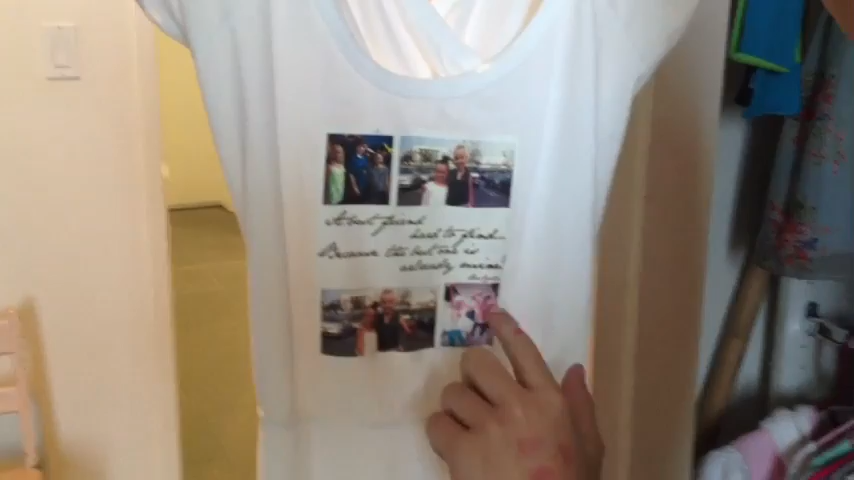 A best friend
hard to find...
Because the best one is
already mine!